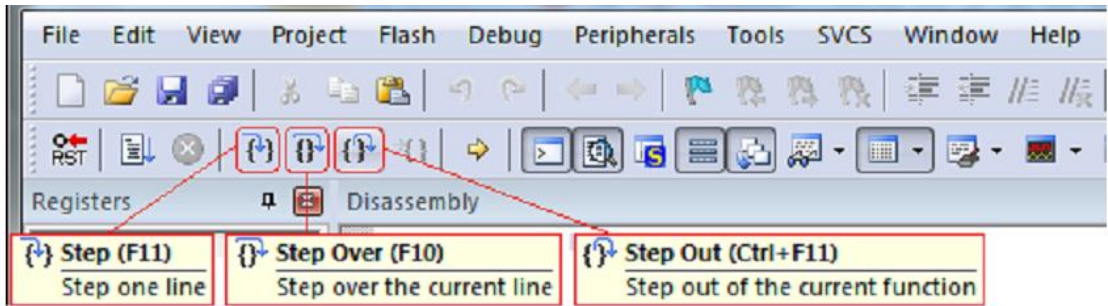 File Edit View Project Flash Debug Peripherals Tools SVCS Window Help
RST
Registers Disassembly
{} Step (F11)
Step one line
{} Step Over (F10)
Step over the current line
{} Step Out (Ctrl+F11)
Step out of the current function